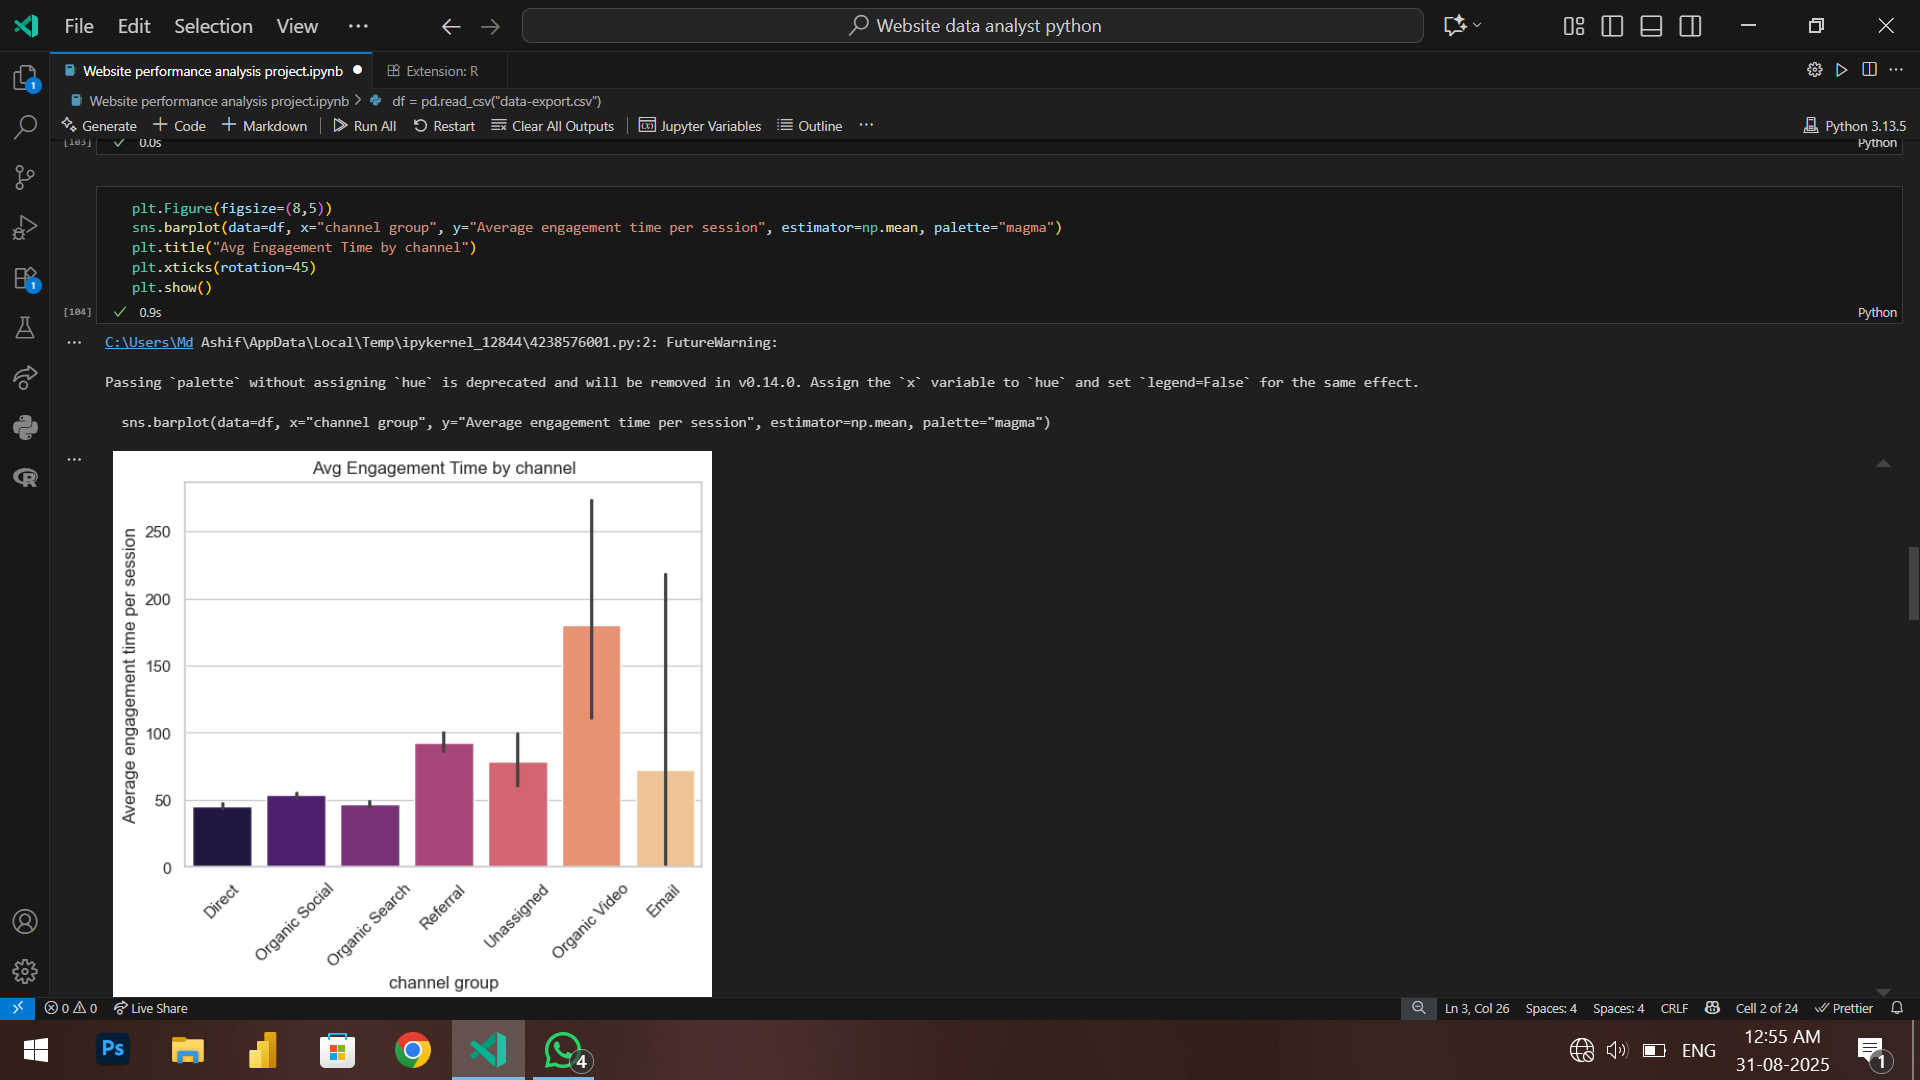 File Edit Selection View ···
Website data analyst python
Website performance analysis project.ipynb
Extension: R
Website performance analysis project.ipynb > df = pd.read_csv("data-export.csv")
Generate + Code + Markdown | Run All Restart Clear All Outputs | Jupyter Variables Outline ···
Python 3.13.5
[103] 0.0s
Python
plt.Figure(figsize=(8,5))
sns.barplot(data=df, x="channel group", y="Average engagement time per session", estimator=np.mean, palette="magma")
plt.title("Avg Engagement Time by channel")
plt.xticks(rotation=45)
plt.show()
[104] 0.9s
Python
C:\Users\Md Ashif\AppData\Local\Temp\ipykernel_12844\4238576001.py:2: FutureWarning:
Passing `palette` without assigning `hue` is deprecated and will be removed in v0.14.0. Assign the `x` variable to `hue` and set `legend=False` for the same effect.
sns.barplot(data=df, x="channel group", y="Average engagement time per session", estimator=np.mean, palette="magma")
Avg Engagement Time by channel
Average engagement time per session
250
200
150
100
50
0
Direct
Organic Social
Organic Search
Referral
Unassigned
Organic Video
Email
channel group
1
1
0 0 Live Share
Ln 3, Col 26 Spaces: 4 Spaces: 4 CRLF Cell 2 of 24 Prettier
Ps
4
ENG
12:55 AM
31-08-2025
1